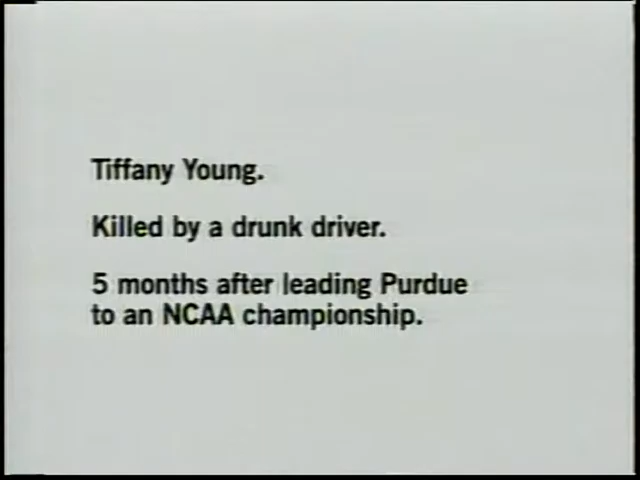 Tiffany Young.
Killed by a drunk driver.
5 months after leading Purdue
to an NCAA championship.